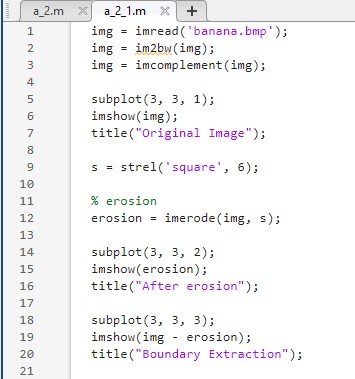 a_2.m × a_2_1.m × +
1 img = imread('banana.bmp');
2 img = im2bw(img);
3 img = imcomplement(img);
4
5 subplot(3, 3, 1);
6 imshow(img);
7 title("Original Image");
8
9 s = strel('square', 6);
10
11 % erosion
12 erosion = imerode(img, s);
13
14 subplot(3, 3, 2);
15 imshow(erosion);
16 title("After erosion");
17
18 subplot(3, 3, 3);
19 imshow(img - erosion);
20 title("Boundary Extraction");
21